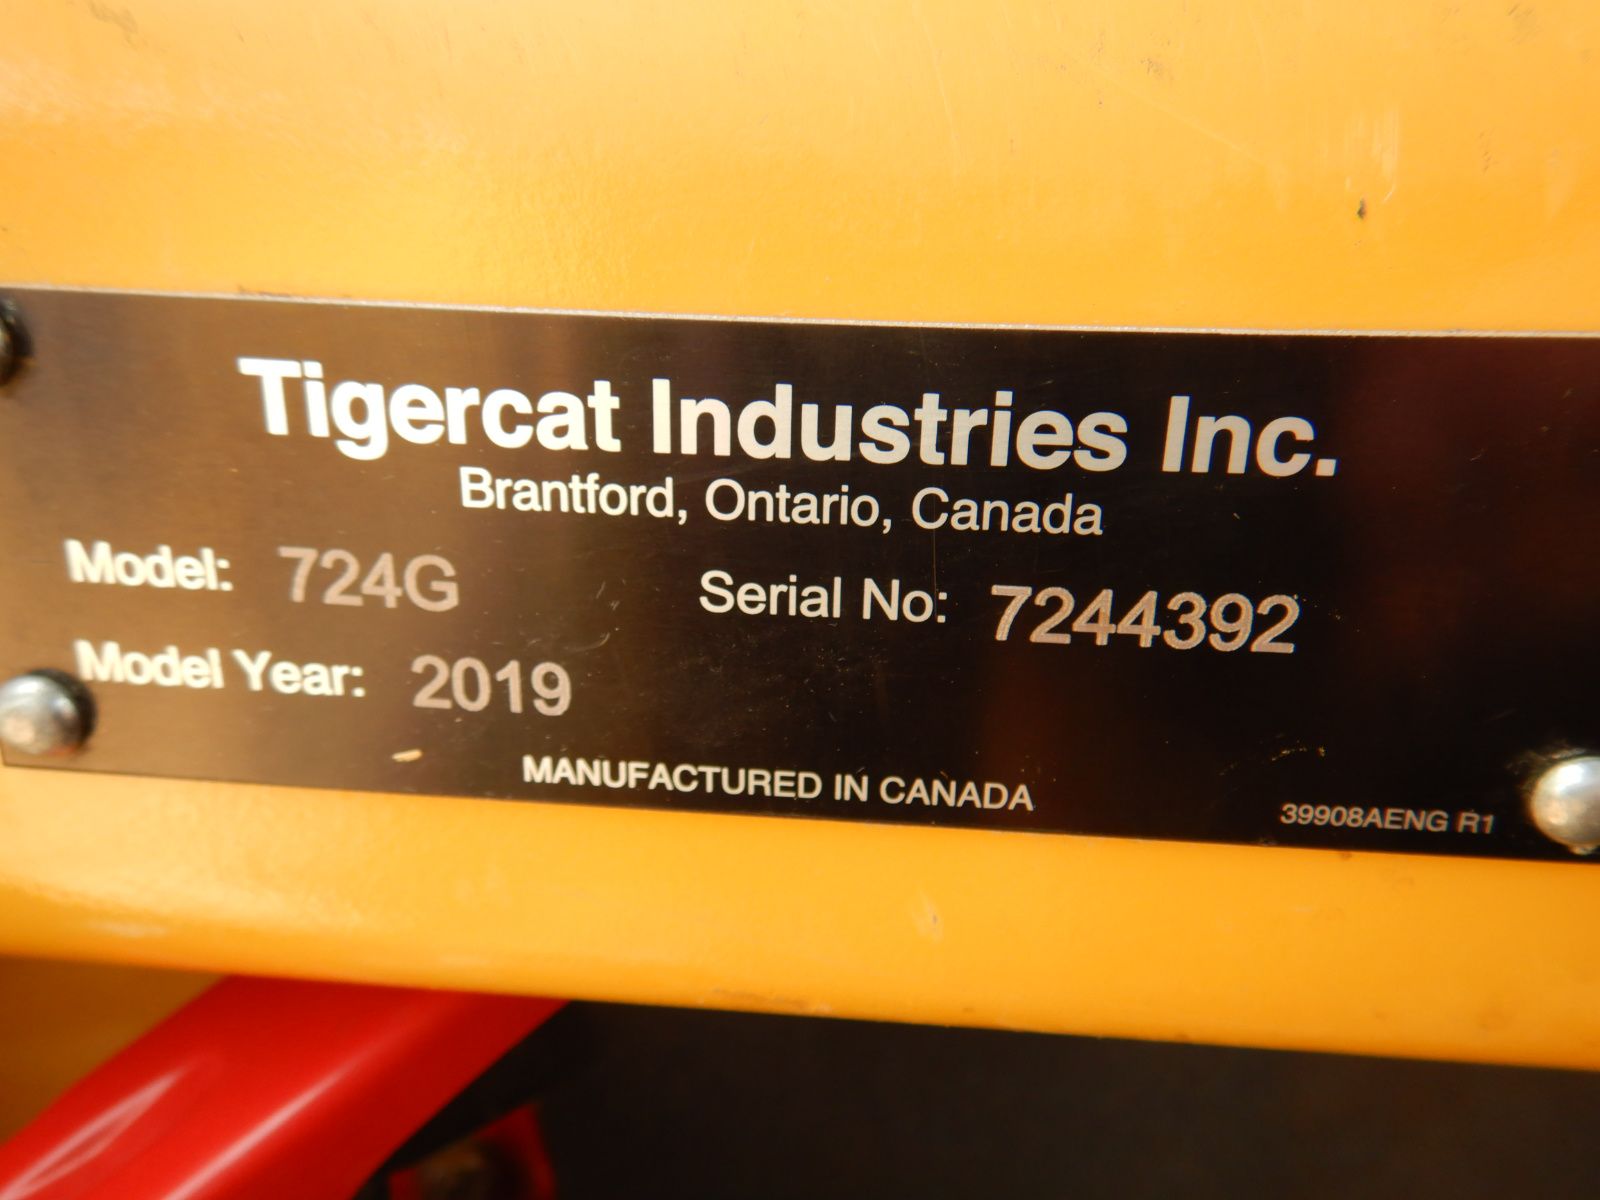 Tigercat Industries Inc.
Brantford, Ontario, Canada
Model: 724G
Serial No: 7244392
Model Year: 2019
MANUFACTURED IN CANADA
39908AENG R1